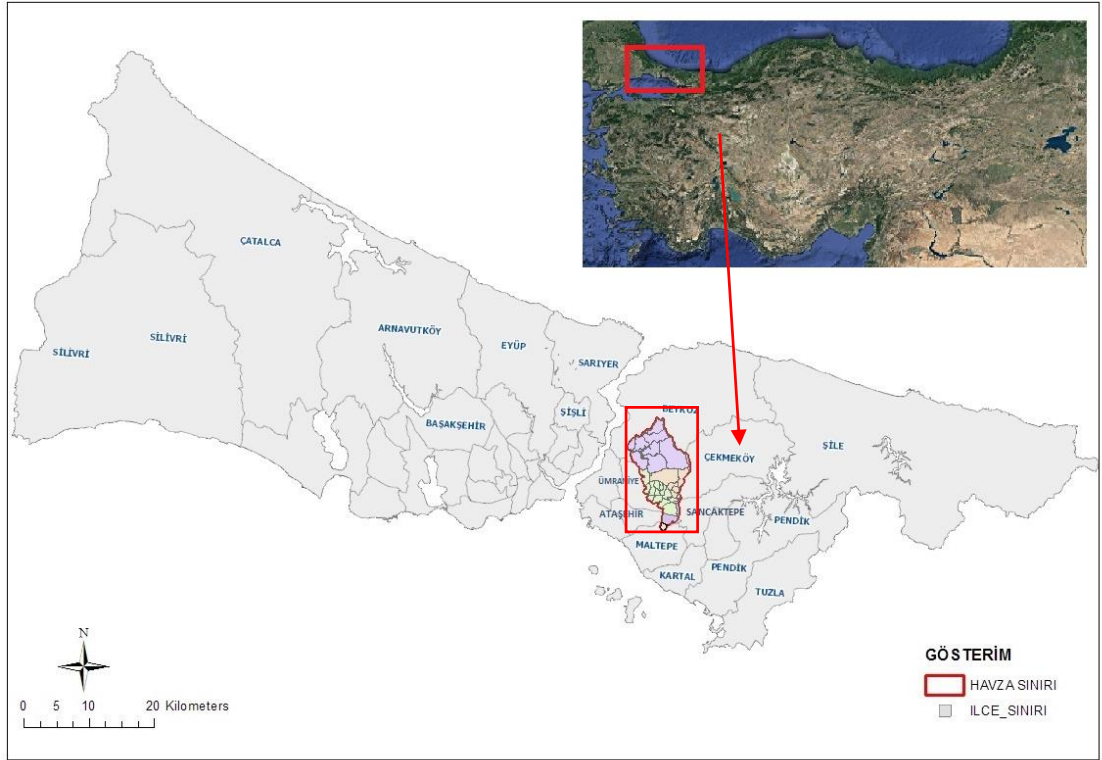 ÇATALCA
SİLİVRİ
SİLİVRİ
ARNAVUTKÖY
EYÜP
SARIYER
ŞİŞLİ
BAŞAKŞEHİR
BEYKOZ
ÇEKMEKÖY
ŞİLE
ÜMRANİYE
ATAŞEHİR
SANCAKTEPE
PENDİK
MALTEPE
KARTAL
PENDİK
TUZLA
N
0 5 10 20 Kilometers
GÖSTERİM
HAVZA SINIRI
ILCE_SINIRI